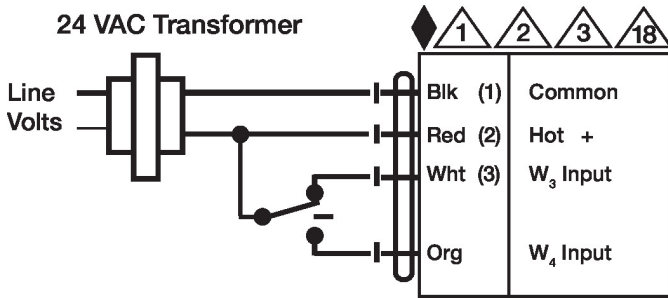 24 VAC Transformer
1 2 3 18
Line
Volts
Blk (1) Common
Red (2) Hot +
Wht (3) W₃ Input
Org W₄ Input